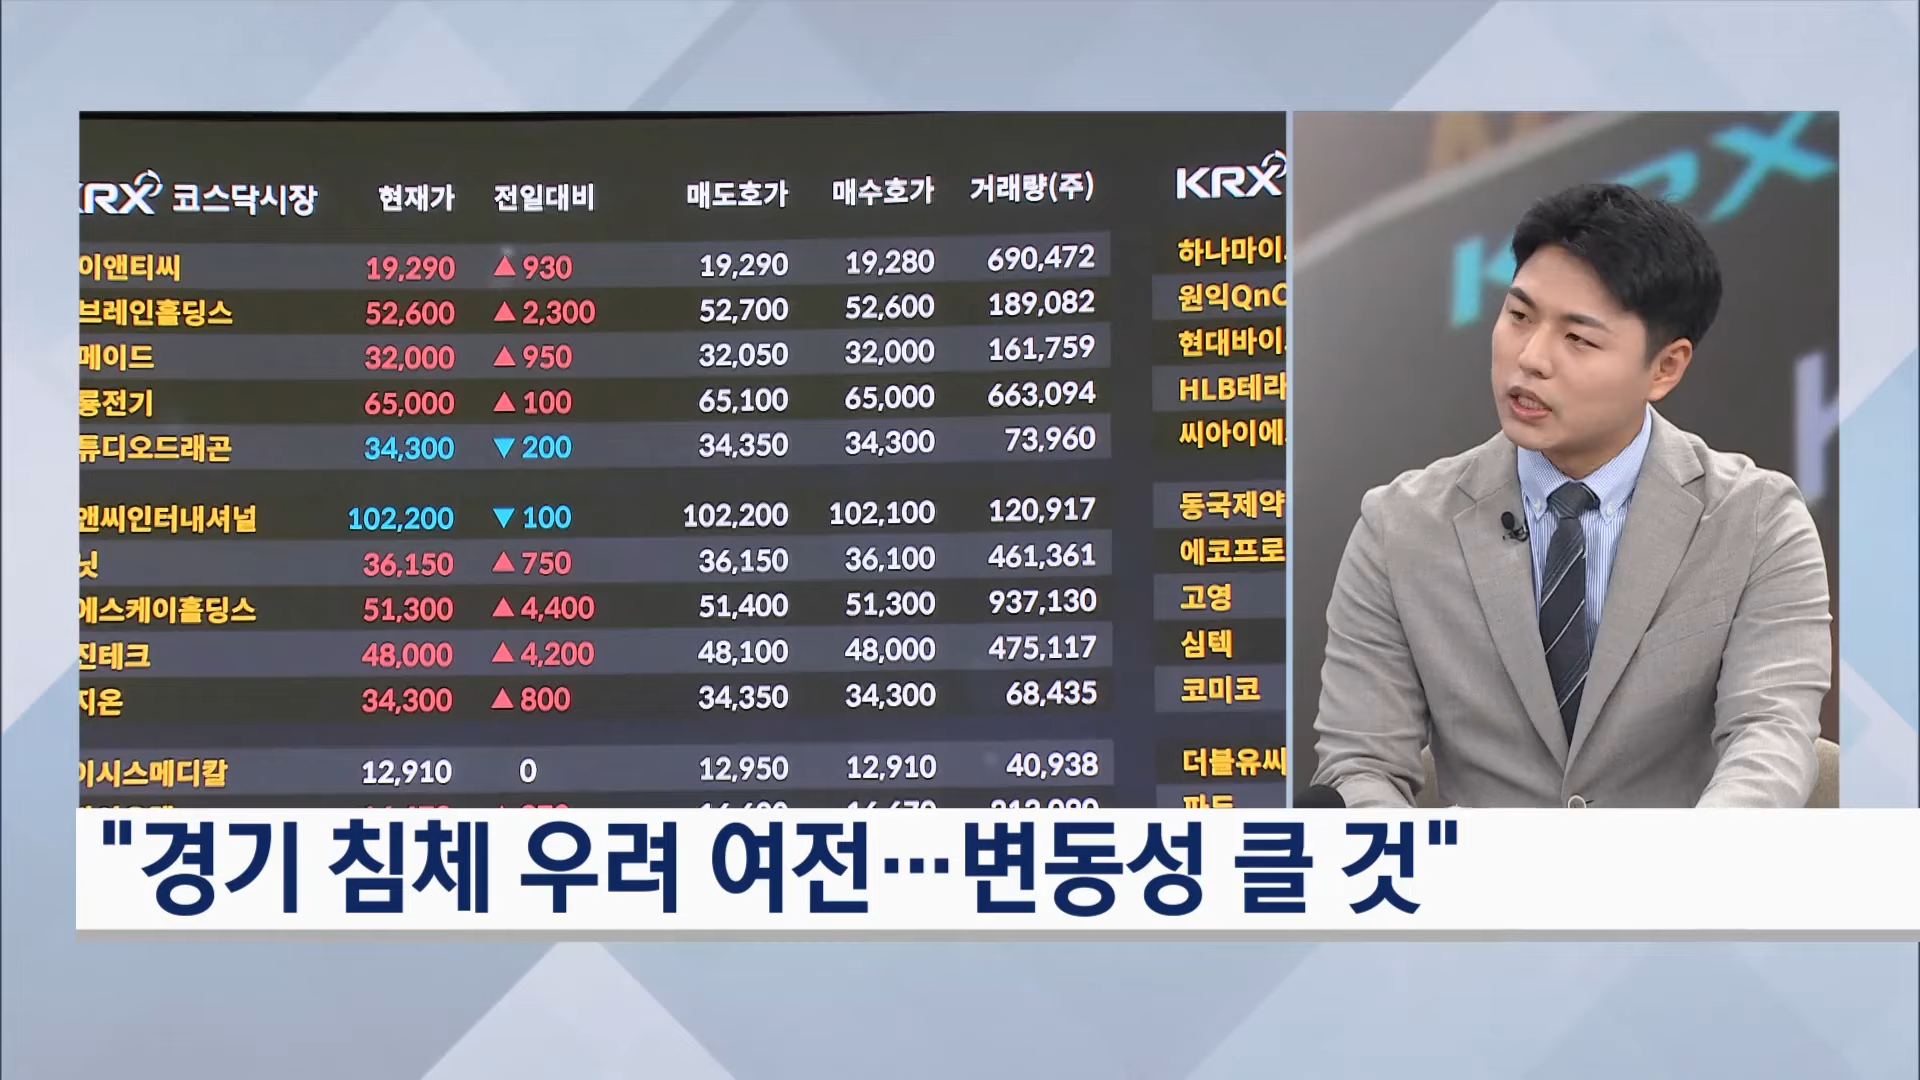 KRX 코스닥시장 현재가 전일대비 매도호가 매수호가 거래량(주)
이앤티씨 19,290 ▲930 19,290 19,280 690,472
브레인홀딩스 52,600 ▲2,300 52,700 52,600 189,082
메이드 32,000 ▲950 32,050 32,000 161,759
룡전기 65,000 ▲100 65,100 65,000 663,094
튜디오드래곤 34,300 ▼200 34,350 34,300 73,960
앤씨인터내셔널 102,200 ▼100 102,200 102,100 120,917
닛 36,150 ▲750 36,150 36,100 461,361
에스케이홀딩스 51,300 ▲4,400 51,400 51,300 937,130
진테크 48,000 ▲4,200 48,100 48,000 475,117
지온 34,300 ▲800 34,350 34,300 68,435
이시스메디칼 12,910 0 12,950 12,910 40,938
KRX
하나마이
원익QnC
현대바이
HLB테라
씨아이에
동국제약
에코프로
고영
심텍
코미코
더블유씨
파두
KRX
"경기 침체 우려 여전…변동성 클 것"